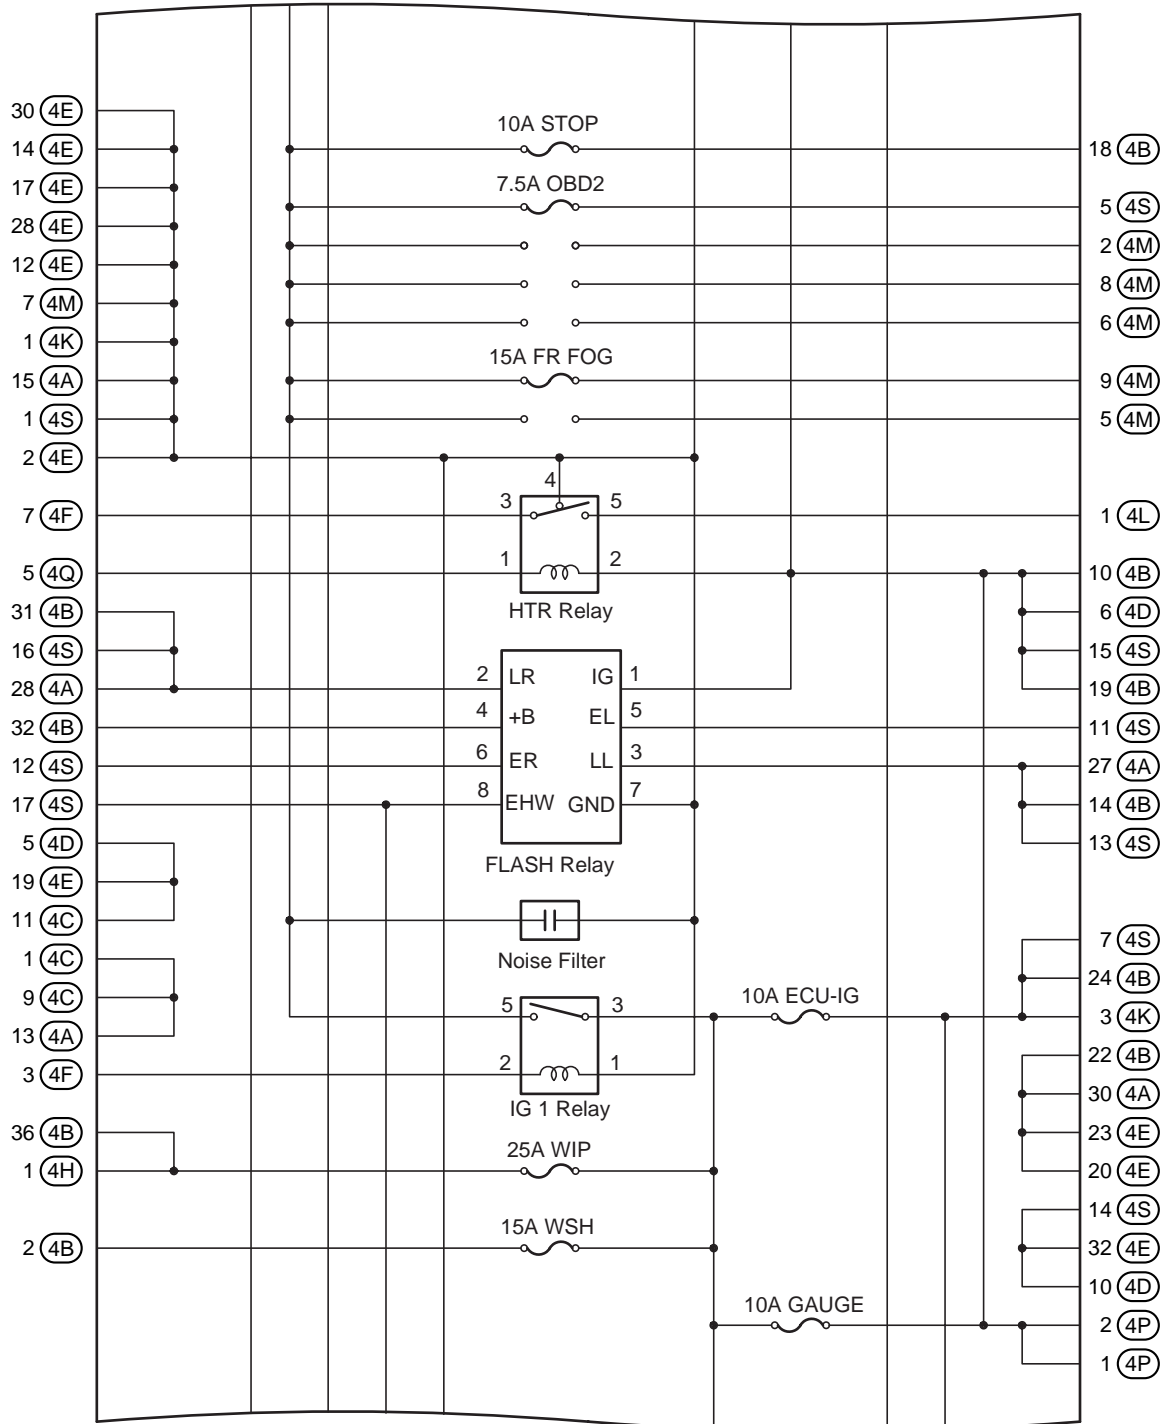 30 4E
10A STOP
14 4E
18 4B
17 4E
7.5A OBD2
5 4S
28 4E
2 4M
12 4E
8 4M
7 4M
6 4M
1 4K
15A FR FOG
15 4A
9 4M
1 4S
5 4M
2 4E
4
3 5
7 4F
1 4L
1 2
5 4Q
10 4B
HTR Relay
31 4B
6 4D
16 4S
15 4S
2 LR IG 1
28 4A
19 4B
4 +B EL 5
32 4B
11 4S
6 ER LL 3
12 4S
27 4A
8 EHW GND 7
17 4S
14 4B
5 4D
13 4S
FLASH Relay
19 4E
11 4C
7 4S
Noise Filter
1 4C
24 4B
9 4C
10A ECU-IG
5 3
3 4K
13 4A
22 4B
2 1
3 4F
30 4A
IG 1 Relay
36 4B
23 4E
25A WIP
1 4H
20 4E
14 4S
15A WSH
2 4B
32 4E
10 4D
10A GAUGE
2 4P
1 4P